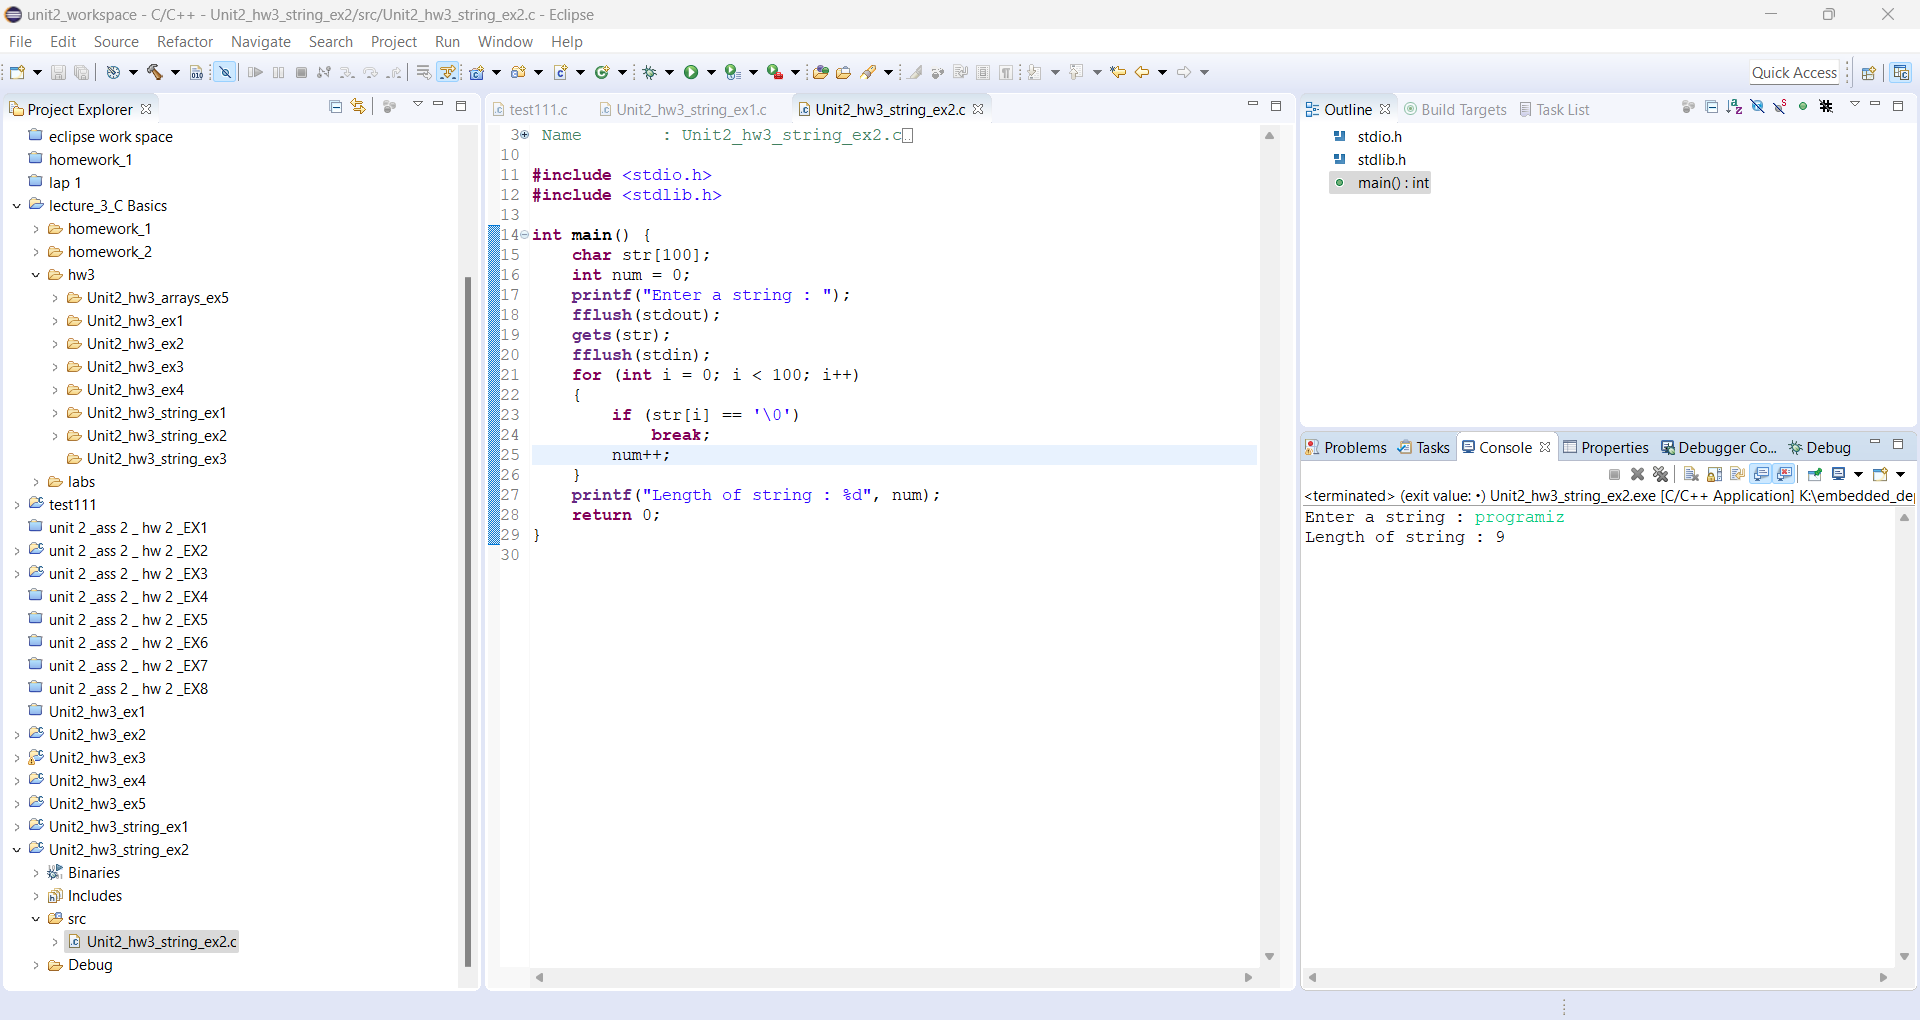 unit2_workspace - C/C++ - Unit2_hw3_string_ex2/src/Unit2_hw3_string_ex2.c - Eclipse
File Edit Source Refactor Navigate Search Project Run Window Help
Quick Access
Project Explorer
eclipse work space
homework_1
lap 1
lecture_3_C Basics
homework_1
homework_2
hw3
Unit2_hw3_arrays_ex5
Unit2_hw3_ex1
Unit2_hw3_ex2
Unit2_hw3_ex3
Unit2_hw3_ex4
Unit2_hw3_string_ex1
Unit2_hw3_string_ex2
Unit2_hw3_string_ex3
labs
test111
unit 2 _ass 2 _ hw 2 _EX1
unit 2 _ass 2 _ hw 2 _EX2
unit 2 _ass 2 _ hw 2 _EX3
unit 2 _ass 2 _ hw 2 _EX4
unit 2 _ass 2 _ hw 2 _EX5
unit 2 _ass 2 _ hw 2 _EX6
unit 2 _ass 2 _ hw 2 _EX7
unit 2 _ass 2 _ hw 2 _EX8
Unit2_hw3_ex1
Unit2_hw3_ex2
Unit2_hw3_ex3
Unit2_hw3_ex4
Unit2_hw3_ex5
Unit2_hw3_string_ex1
Unit2_hw3_string_ex2
Binaries
Includes
src
Unit2_hw3_string_ex2.c
Debug
test111.c Unit2_hw3_string_ex1.c Unit2_hw3_string_ex2.c
3 Name : Unit2_hw3_string_ex2.c
10
11 #include <stdio.h>
12 #include <stdlib.h>
13
14 int main() {
15 char str[100];
16 int num = 0;
17 printf("Enter a string : ");
18 fflush(stdout);
19 gets(str);
20 fflush(stdin);
21 for (int i = 0; i < 100; i++)
22 {
23 if (str[i] == '\0')
24 break;
25 num++;
26 }
27 printf("Length of string : %d", num);
28 return 0;
29 }
30
Outline Build Targets Task List
stdio.h
stdlib.h
main() : int
Problems Tasks Console Properties Debugger Co... Debug
<terminated> (exit value: •) Unit2_hw3_string_ex2.exe [C/C++ Application] K:\embedded_de
Enter a string : programiz
Length of string : 9